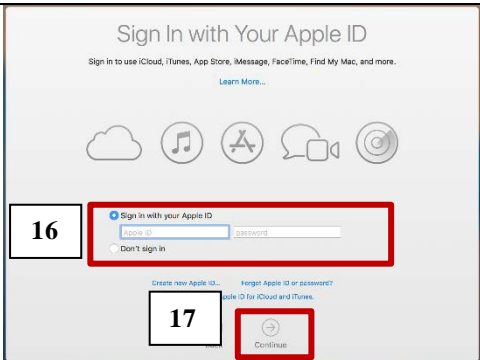 Sign In with Your Apple ID
Sign in to use iCloud, iTunes, App Store, iMessage, FaceTime, Find My Mac, and more.
Learn More...
16
Sign in with your Apple ID
Apple ID password
Don't sign in
Create new Apple ID... Forgot Apple ID or password?
ID for iCloud and iTunes.
17
Continue